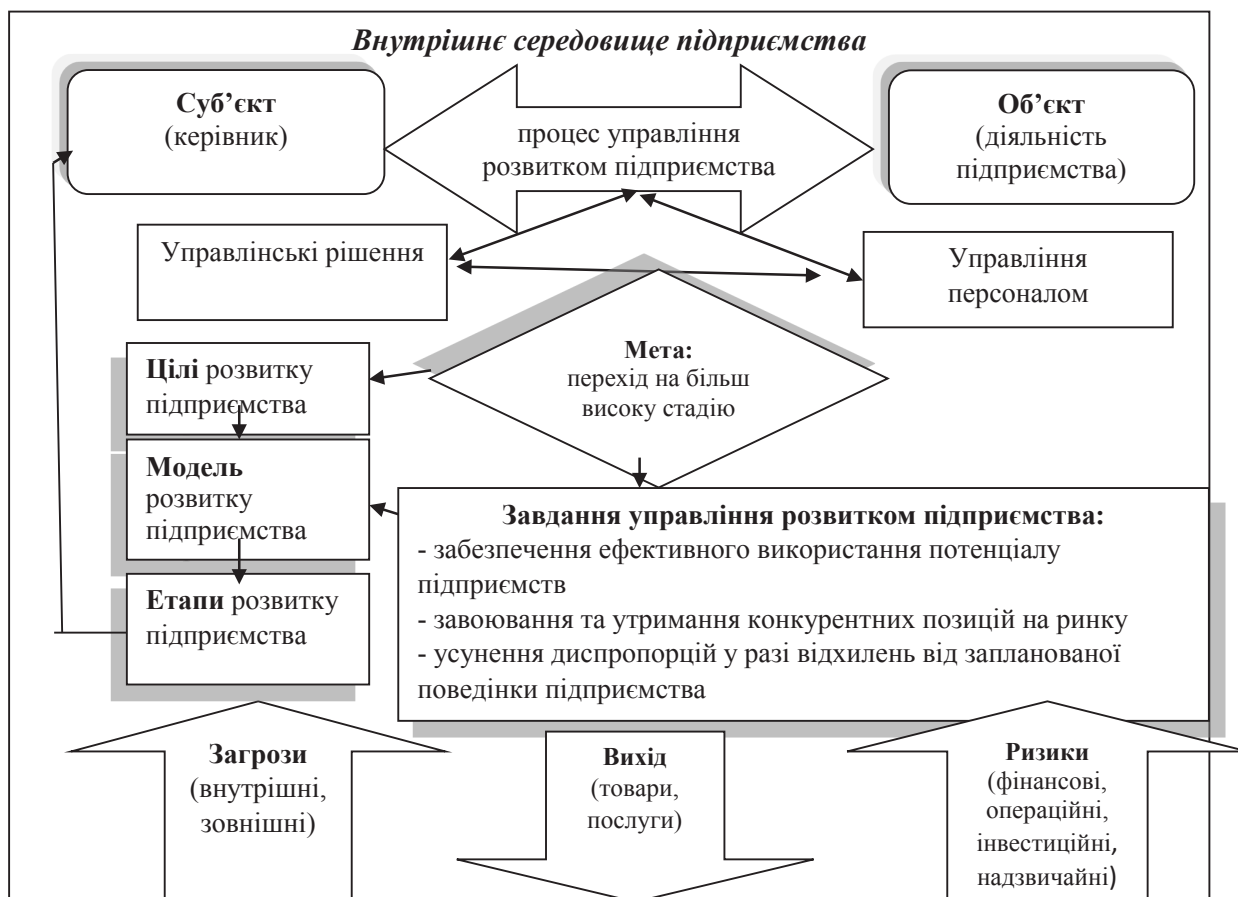 Внутрішнє середовище підприємства
Суб’єкт
(керівник)
процес управління
розвитком підприємства
Об’єкт
(діяльність
підприємства)
Управлінські рішення
Управління
персоналом
Мета:
перехід на більш
високу стадію
Цілі розвитку
підприємства
Модель
розвитку
підприємства
Етапи розвитку
підприємства
Завдання управління розвитком підприємства:
- забезпечення ефективного використання потенціалу
підприємств
- завоювання та утримання конкурентних позицій на ринку
- усунення диспропорцій у разі відхилень від запланованої
поведінки підприємства
Загрози
(внутрішні,
зовнішні)
Вихід
(товари,
послуги)
Ризики
(фінансові,
операційні,
інвестиційні,
надзвичайні)